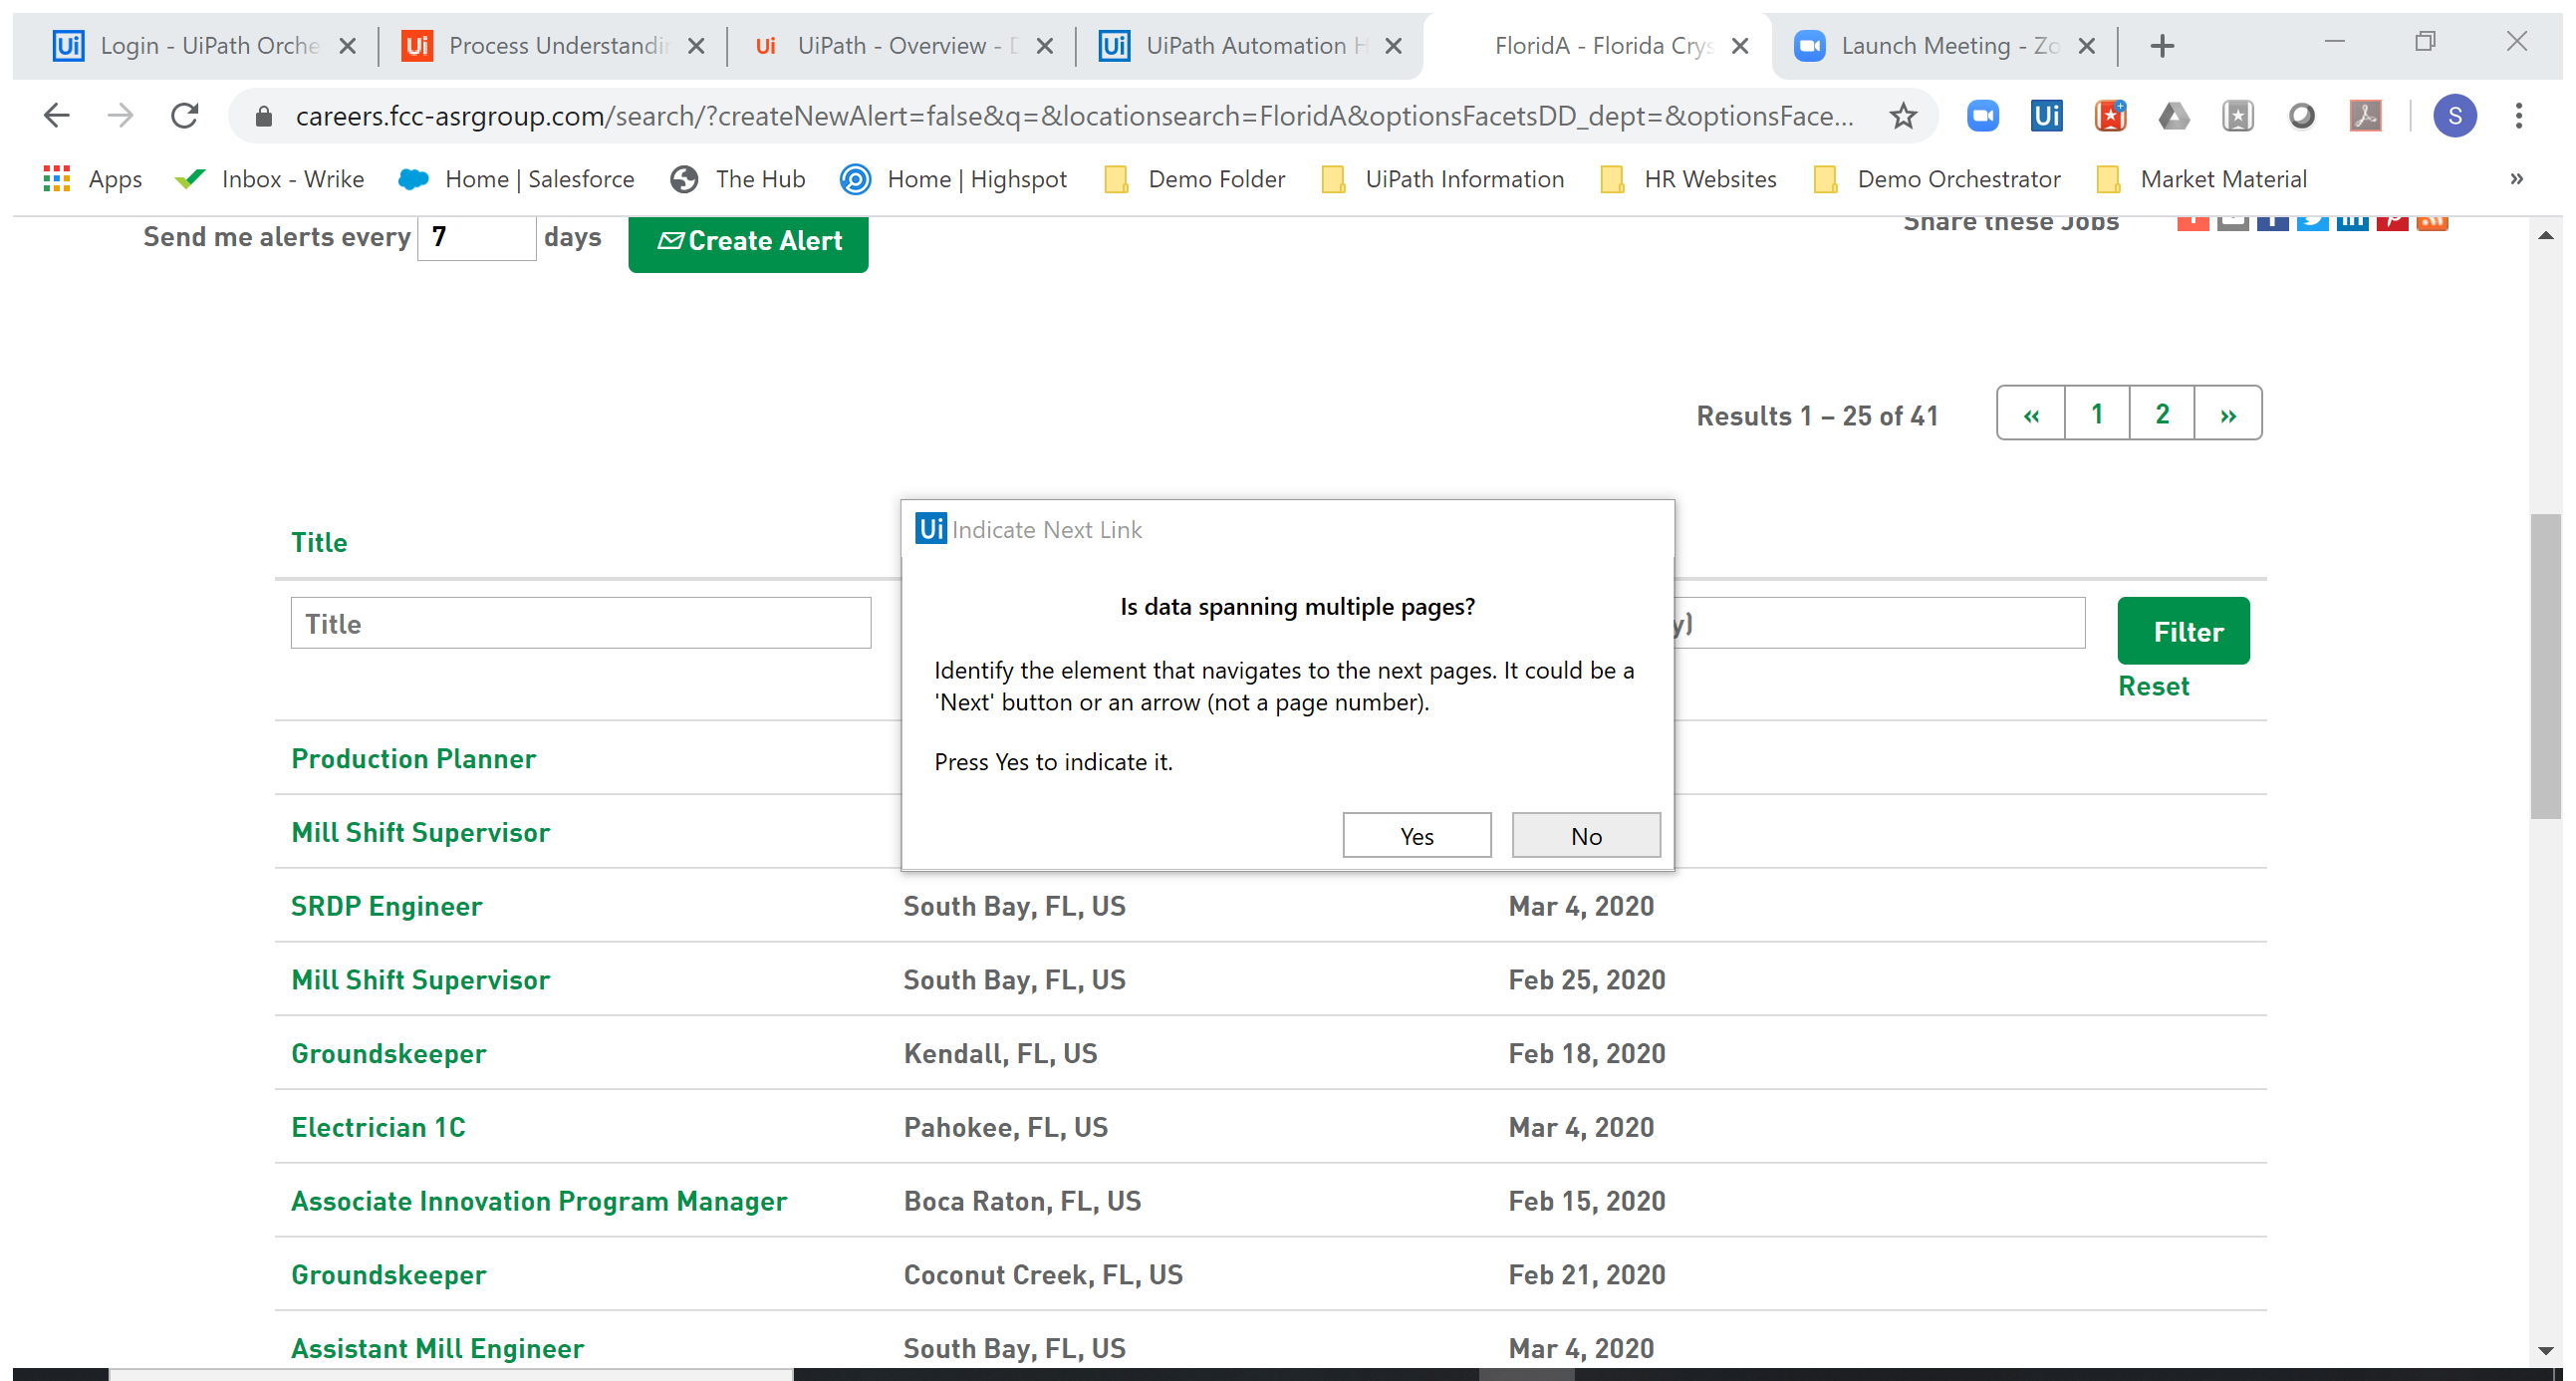 Ui Login - UiPath Orche
Ui Process Understandi
Ui UiPath - Overview - D
Ui UiPath Automation H
FloridA - Florida Crys
Launch Meeting - Zo
careers.fcc-asrgroup.com/search/?createNewAlert=false&q=&locationsearch=FloridA&optionsFacetsDD_dept=&optionsFace...
Ui
S
Apps
Inbox - Wrike
Home | Salesforce
The Hub
Home | Highspot
Demo Folder
UiPath Information
HR Websites
Demo Orchestrator
Market Material
»
Send me alerts every 7 days
Create Alert
Share these Jobs
Results 1 – 25 of 41
« 1 2 »
Title
Title
y)
Filter
Reset
Ui Indicate Next Link
Is data spanning multiple pages?
Identify the element that navigates to the next pages. It could be a
'Next' button or an arrow (not a page number).
Press Yes to indicate it.
Yes No
Production Planner
Mill Shift Supervisor
SRDP Engineer South Bay, FL, US Mar 4, 2020
Mill Shift Supervisor South Bay, FL, US Feb 25, 2020
Groundskeeper Kendall, FL, US Feb 18, 2020
Electrician 1C Pahokee, FL, US Mar 4, 2020
Associate Innovation Program Manager Boca Raton, FL, US Feb 15, 2020
Groundskeeper Coconut Creek, FL, US Feb 21, 2020
Assistant Mill Engineer South Bay, FL, US Mar 4, 2020